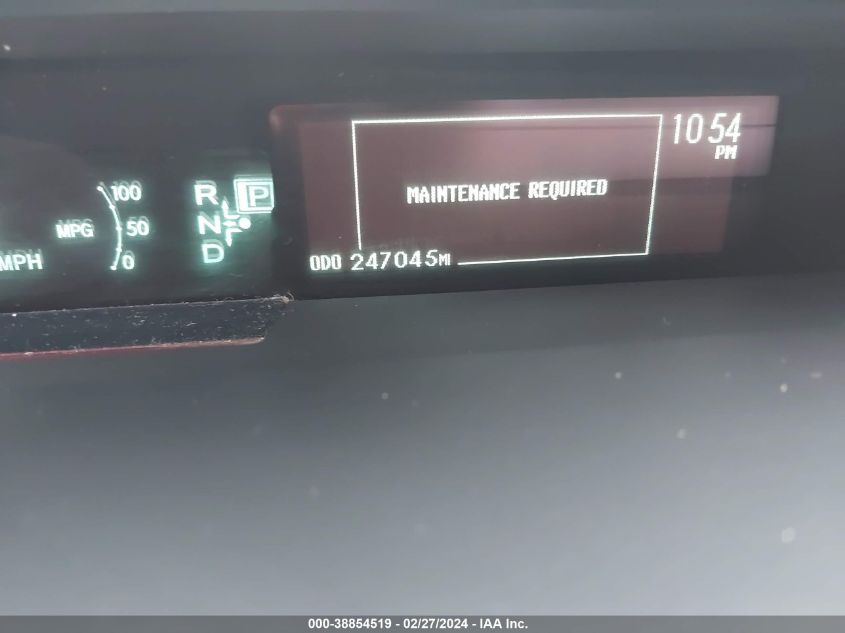 10 54
PM
MAINTENANCE REQUIRED
ODO 247045 MI
100
MPG 50
MPH 0
R P
N
D
000-38854519 - 02/27/2024 - IAA Inc.